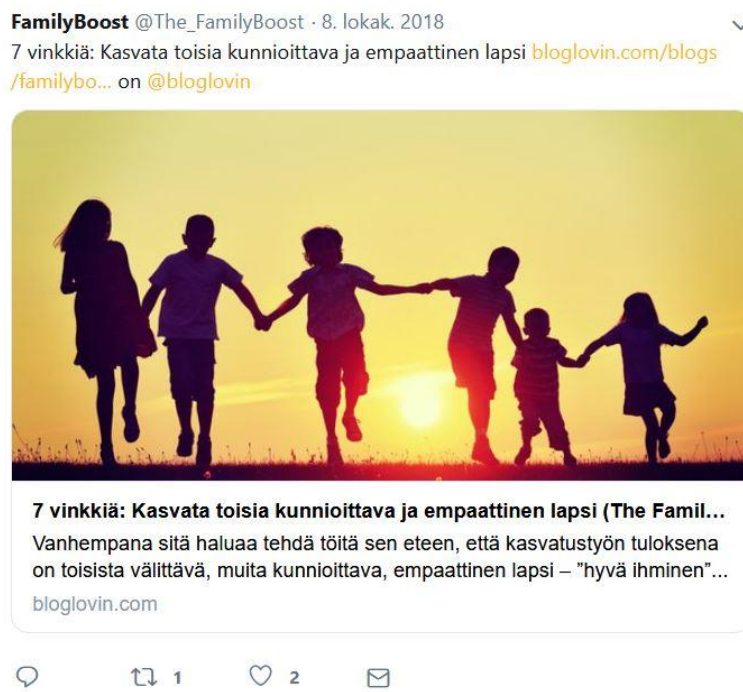 FamilyBoost @The_FamilyBoost · 8. lokak. 2018
7 vinkkiä: Kasvata toisia kunnioittava ja empaattinen lapsi bloglovin.com/blogs
/familybo... on @bloglovin
7 vinkkiä: Kasvata toisia kunnioittava ja empaattinen lapsi (The Famil...
Vanhempana sitä haluaa tehdä töitä sen eteen, että kasvatustyön tuloksena
on toisista välittävä, muita kunnioittava, empaattinen lapsi – ”hyvä ihminen”...
bloglovin.com
1 2